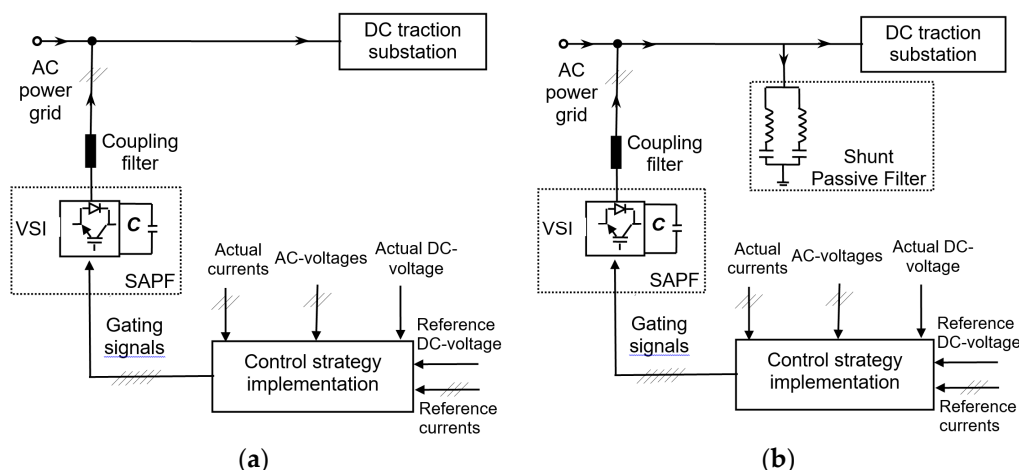 DC traction
substation
AC
power
grid
Coupling
filter
VSI
C
SAPF
Actual
currents
AC-voltages
Actual DC-
voltage
Gating
signals
Reference
DC-voltage
Control strategy
implementation
Reference
currents
(a)
DC traction
substation
AC
power
grid
Shunt
Passive Filter
Coupling
filter
VSI
C
SAPF
Actual
currents
AC-voltages
Actual DC-
voltage
Gating
signals
Reference
DC-voltage
Control strategy
implementation
Reference
currents
(b)